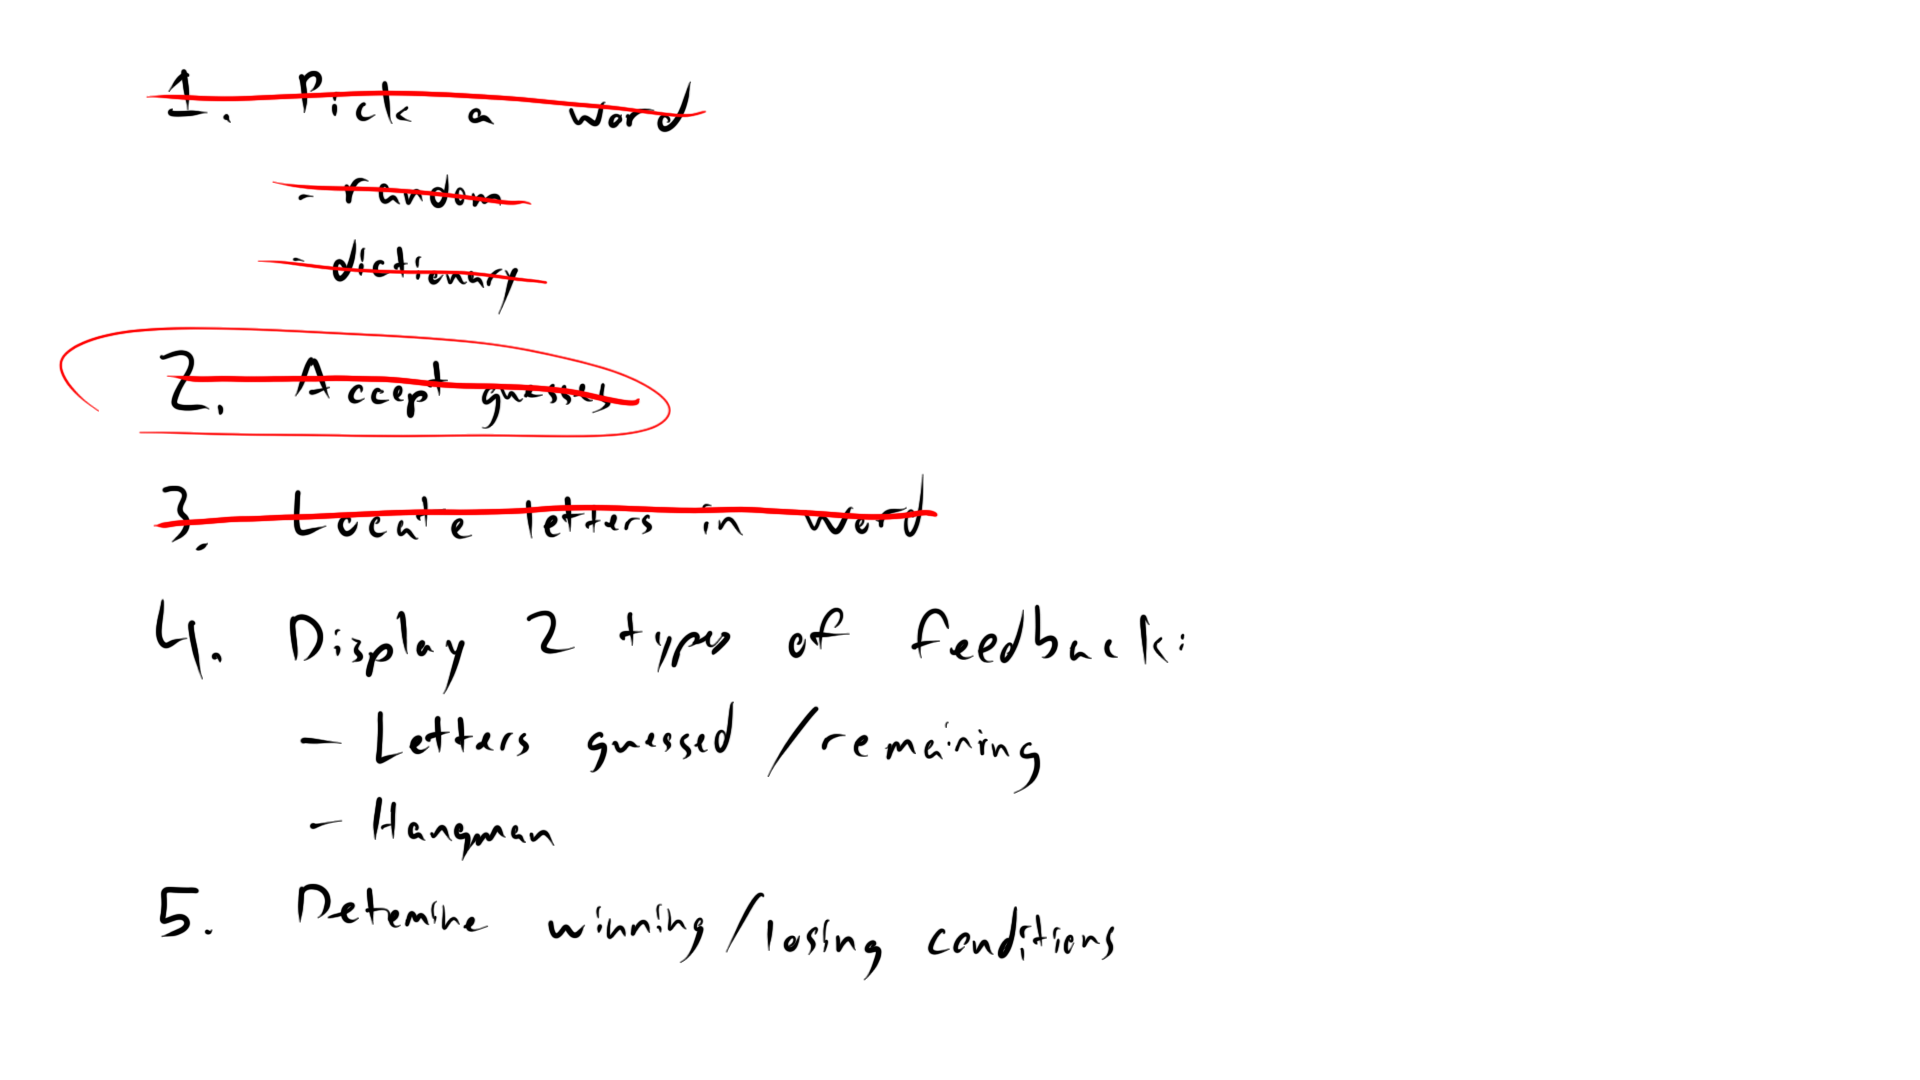 1. Pick a word
- random
- dictionary
2. Accept guesses
3. Locate letters in word
4. Display 2 types of feedback:
- Letters guessed / remaining
- Hangman
5. Detemine winning / losing conditions